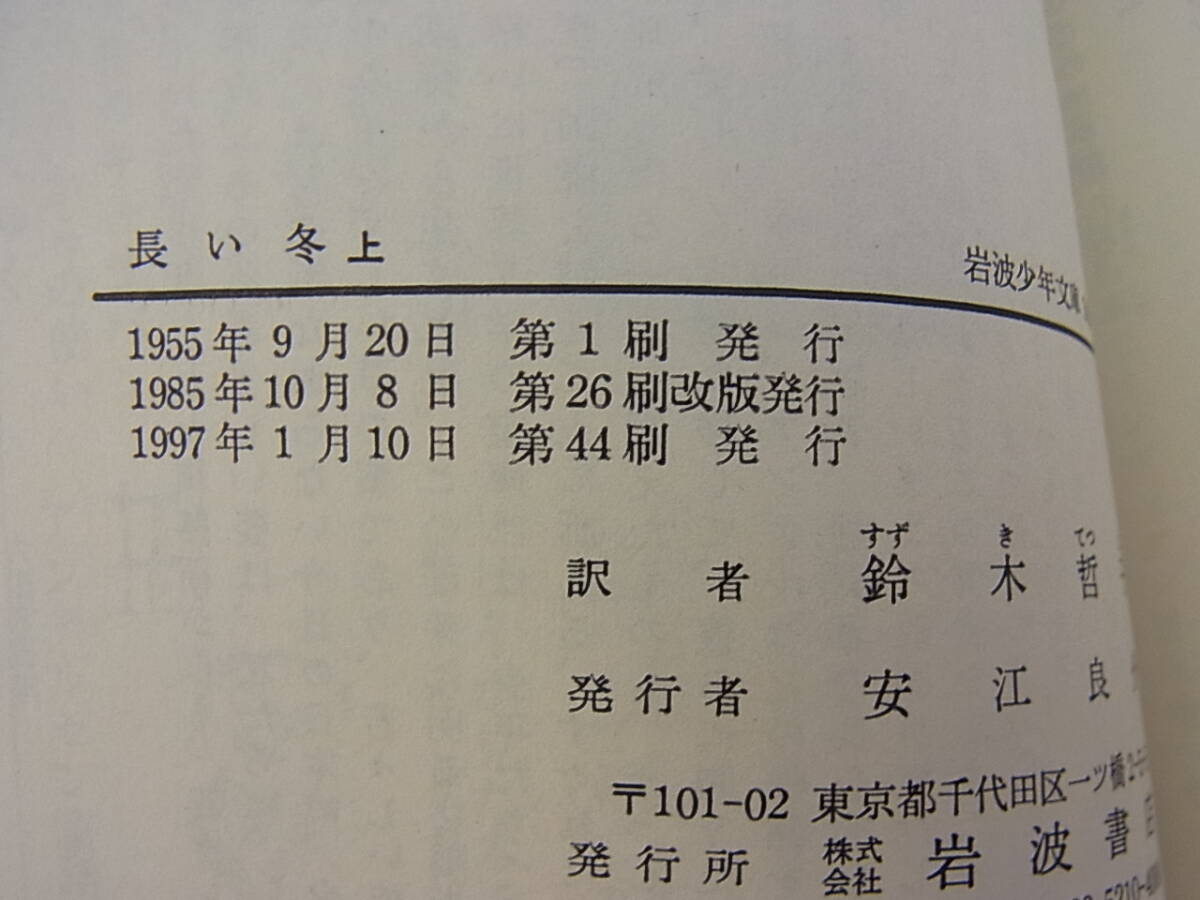 長い冬 上
岩波少年文庫
1955年 9 月20日 第 1 刷 発 行
1985年10月 8 日 第26刷改版発行
1997年 1 月10日 第44刷 発 行
すず き てつ
訳 者 鈴 木 哲
発行者 安 江 良
〒101-02 東京都千代田区一ツ橋2-
発行所 株式会社 岩 波 書
5210-4